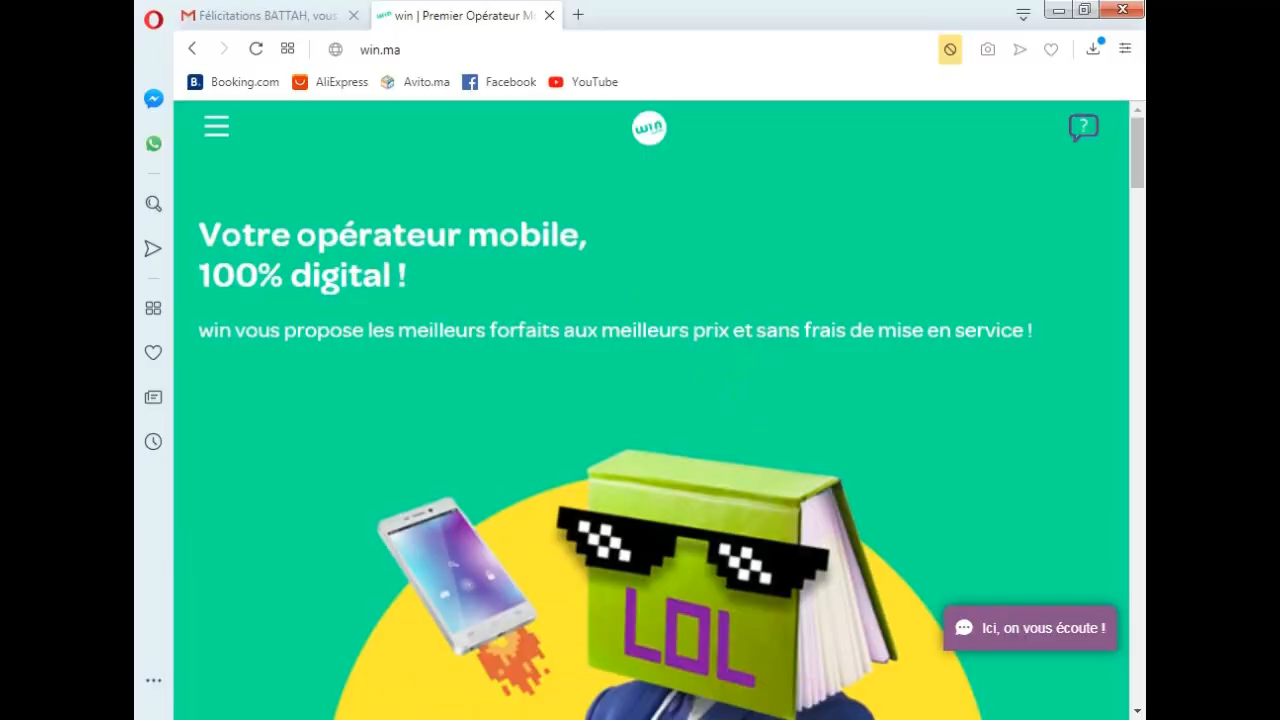 Félicitations BATTAH, vous
win | Premier Opérateur M
win.ma
Booking.com
AliExpress
Avito.ma
Facebook
YouTube
win
Votre opérateur mobile,
100% digital !
win vous propose les meilleurs forfaits aux meilleurs prix et sans frais de mise en service !
LOL
Ici, on vous écoute !